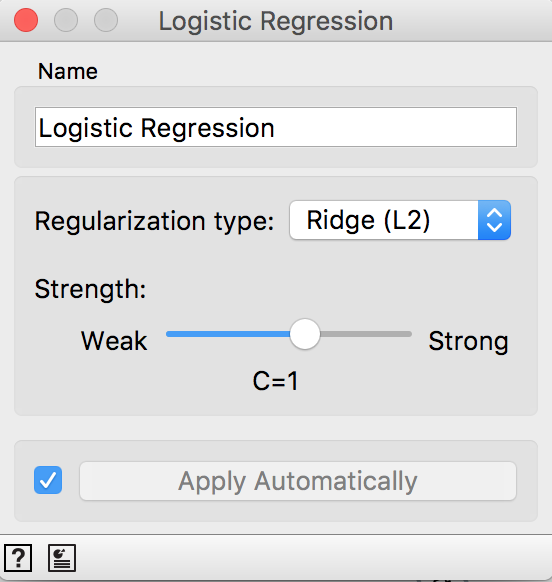 Logistic Regression
Name
Logistic Regression
Regularization type: Ridge (L2)
Strength:
Weak Strong
C=1
Apply Automatically
?